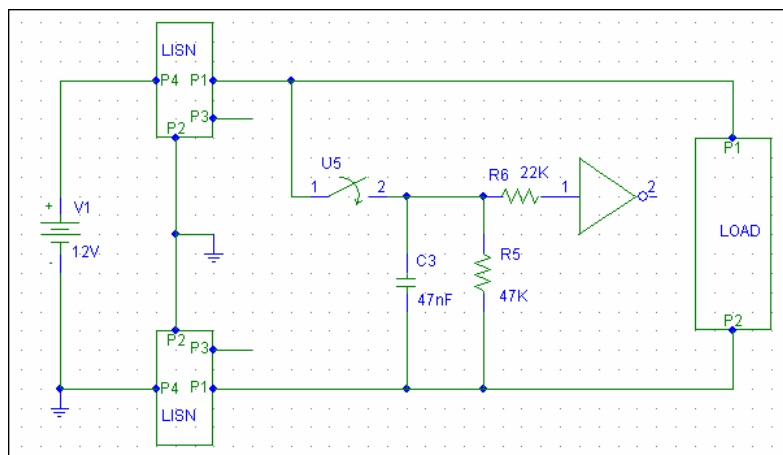 LISN
P4 P1
P3
P2
U5
1 2
R6 22K
1 2
P1
+ V1
12V
-
C3
47nF
R5
47K
LOAD
P2
P2 P3
P4 P1
LISN